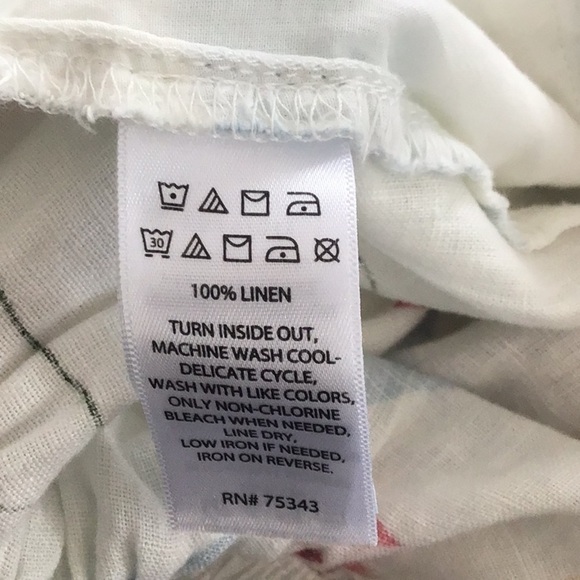 30
100% LINEN
TURN INSIDE OUT,
MACHINE WASH COOL-
DELICATE CYCLE,
WASH WITH LIKE COLORS,
ONLY NON-CHLORINE
BLEACH WHEN NEEDED,
LINE DRY,
LOW IRON IF NEEDED,
IRON ON REVERSE.
RN# 75343